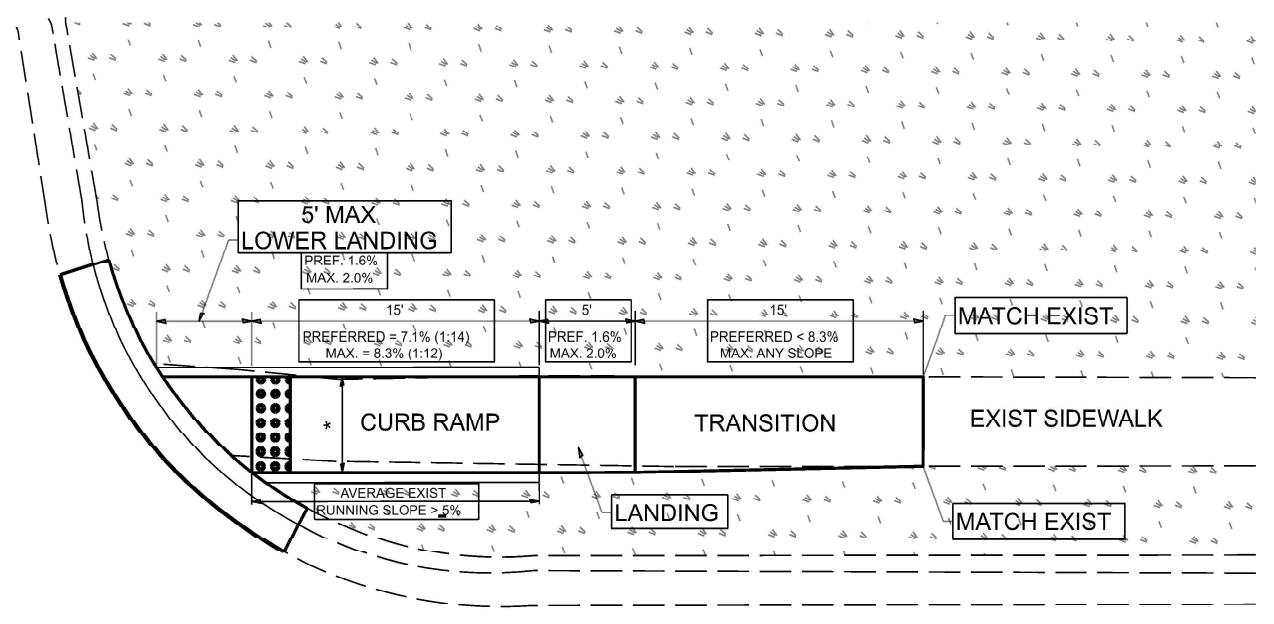 5' MAX
LOWER LANDING
PREF. 1.6%
MAX. 2.0%
15'
PREFERRED = 7.1% (1:14)
MAX. = 8.3% (1:12)
5'
PREF. 1.6%
MAX. 2.0%
15'
PREFERRED < 8.3%
MAX. ANY SLOPE
MATCH EXIST
*
CURB RAMP
TRANSITION
EXIST SIDEWALK
AVERAGE EXIST
RUNNING SLOPE > 5%
LANDING
MATCH EXIST